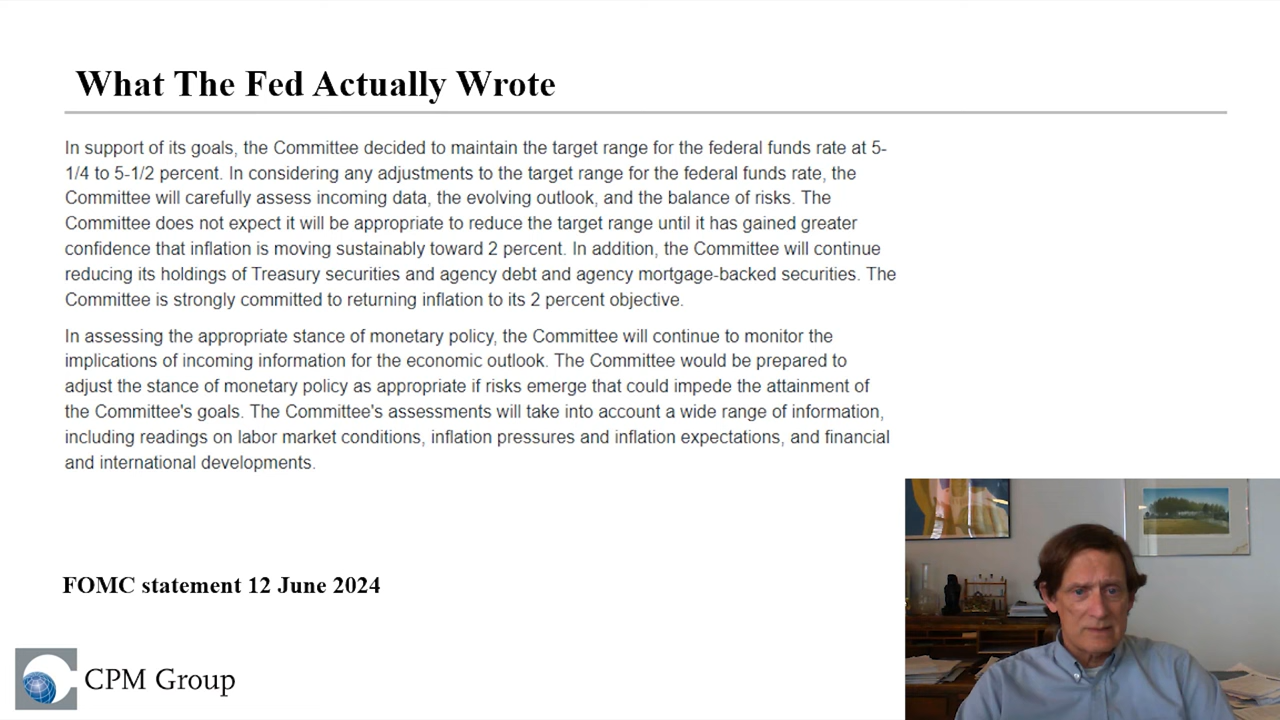 What The Fed Actually Wrote
In support of its goals, the Committee decided to maintain the target range for the federal funds rate at 5-
1/4 to 5-1/2 percent. In considering any adjustments to the target range for the federal funds rate, the
Committee will carefully assess incoming data, the evolving outlook, and the balance of risks. The
Committee does not expect it will be appropriate to reduce the target range until it has gained greater
confidence that inflation is moving sustainably toward 2 percent. In addition, the Committee will continue
reducing its holdings of Treasury securities and agency debt and agency mortgage-backed securities. The
Committee is strongly committed to returning inflation to its 2 percent objective.
In assessing the appropriate stance of monetary policy, the Committee will continue to monitor the
implications of incoming information for the economic outlook. The Committee would be prepared to
adjust the stance of monetary policy as appropriate if risks emerge that could impede the attainment of
the Committee's goals. The Committee's assessments will take into account a wide range of information,
including readings on labor market conditions, inflation pressures and inflation expectations, and financial
and international developments.
FOMC statement 12 June 2024
CPM Group